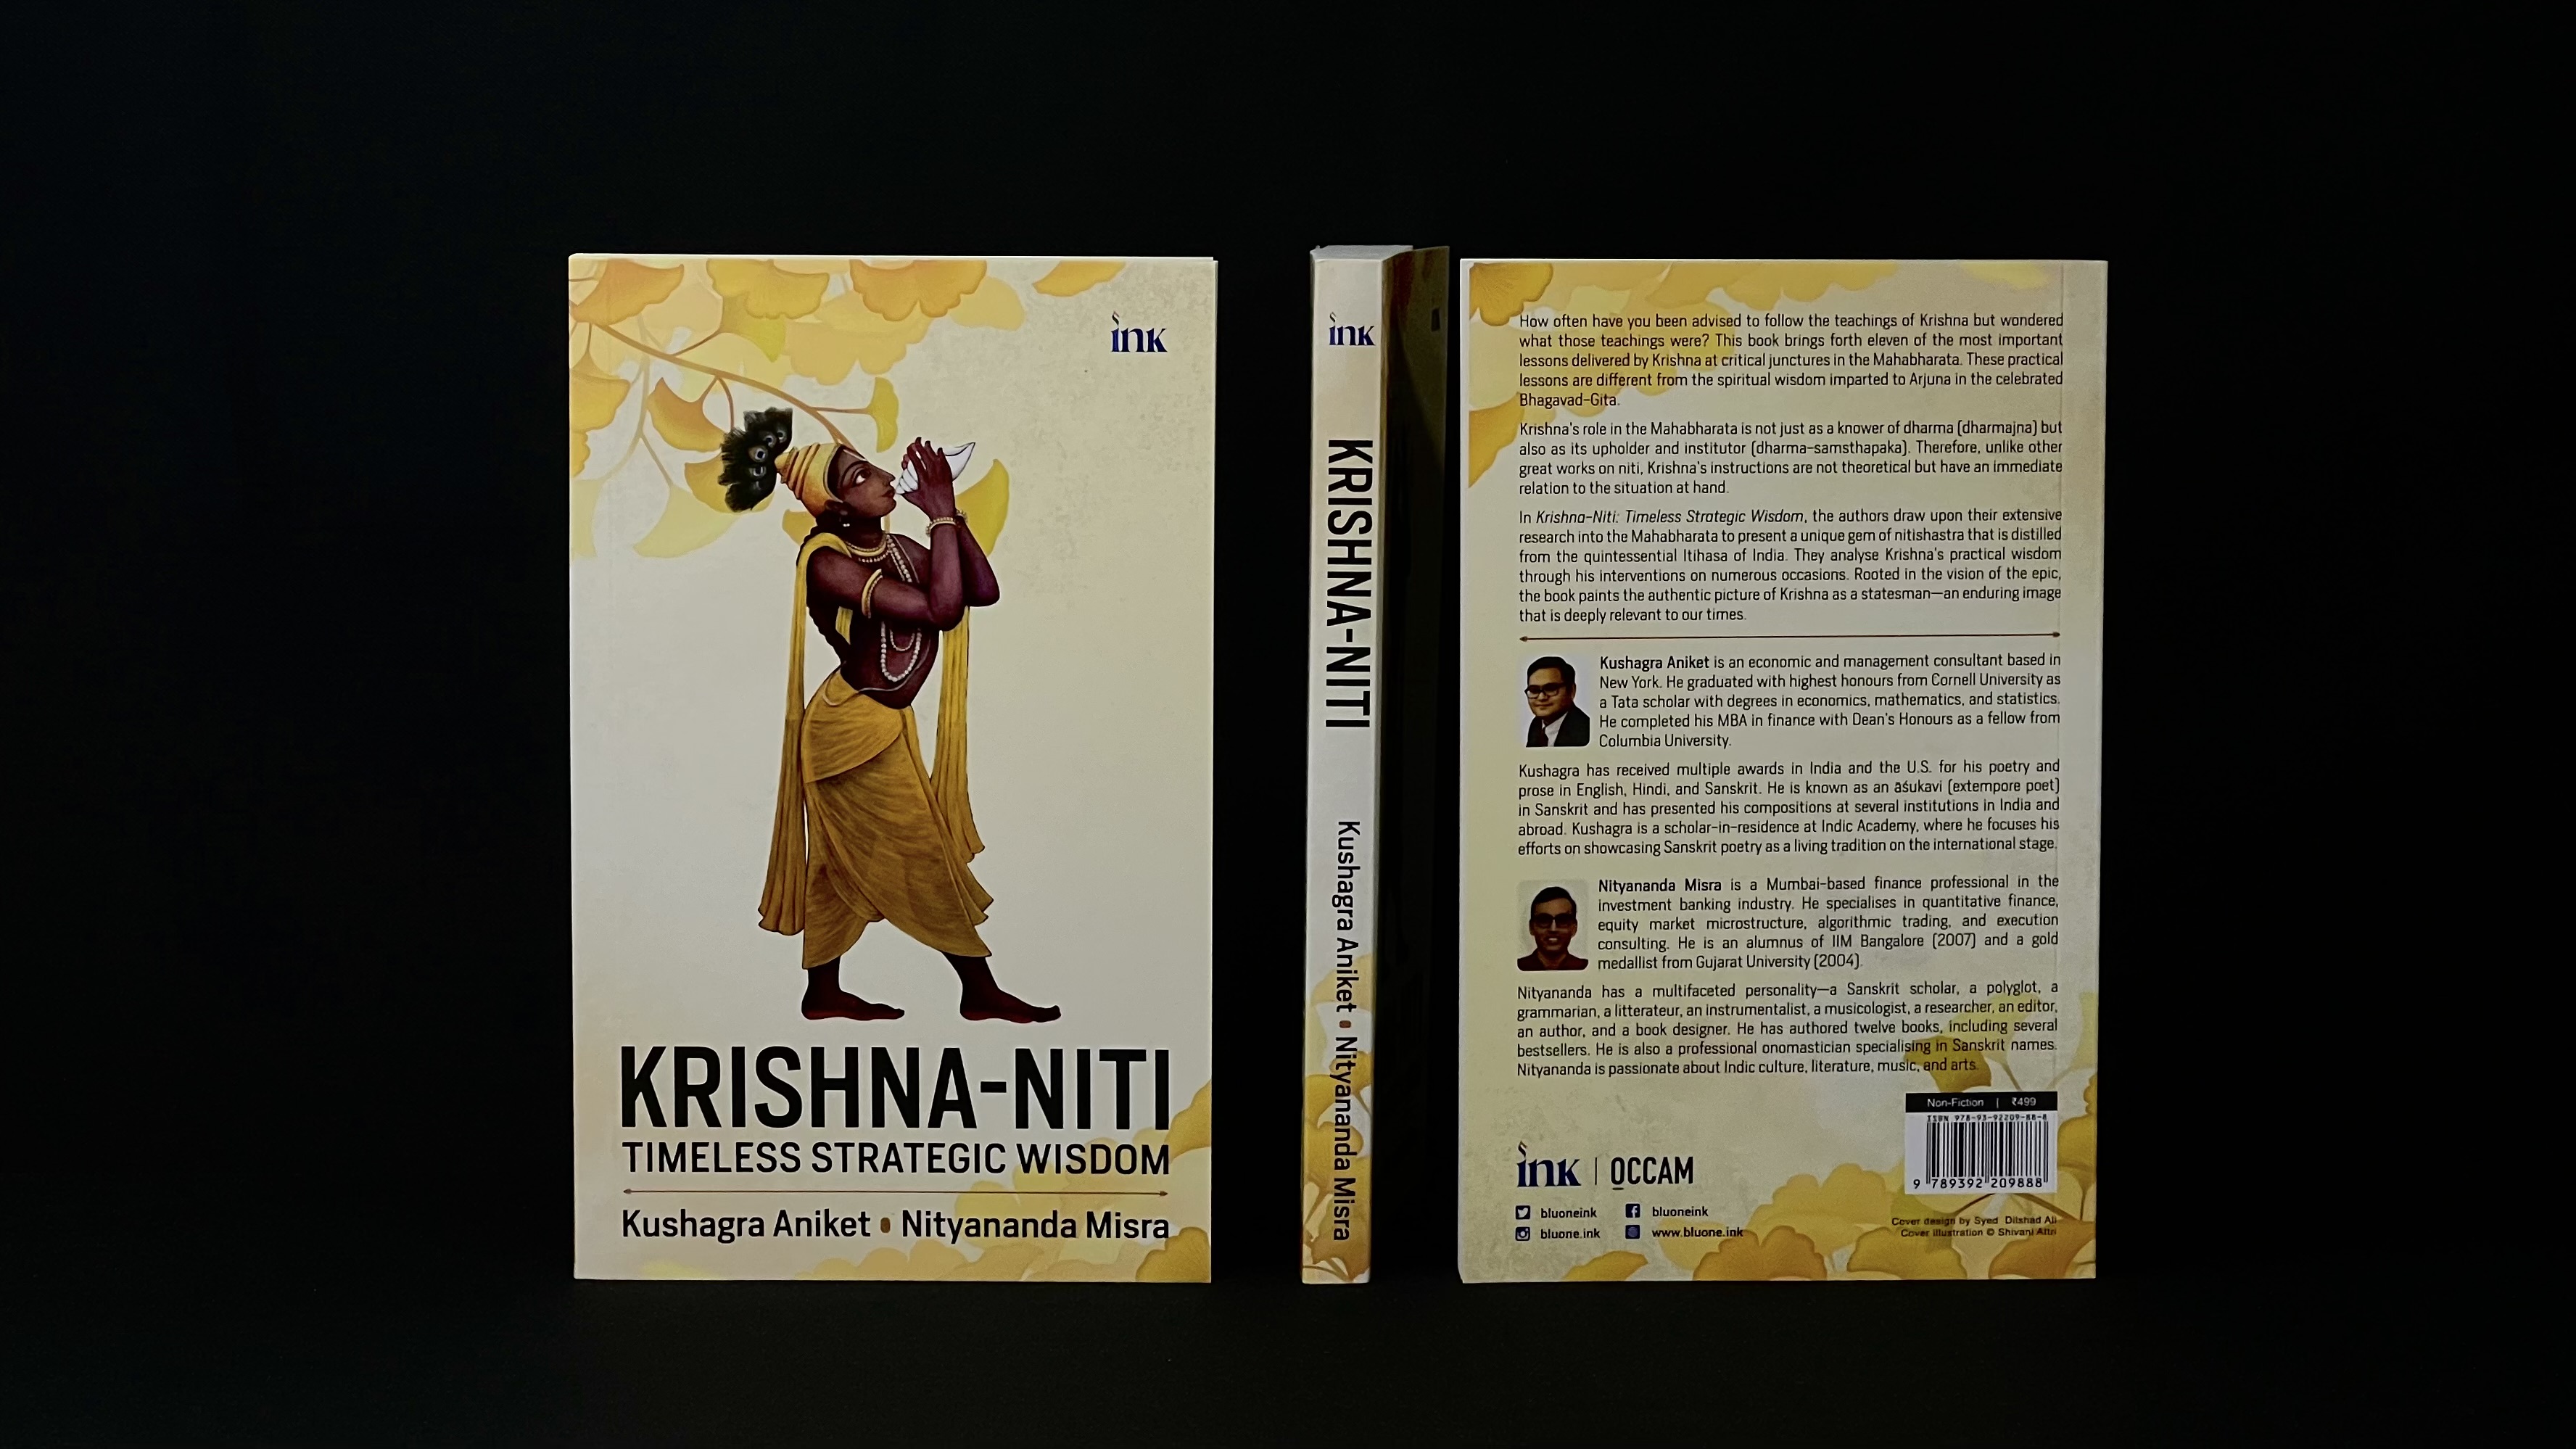 ink
KRISHNA-NITI
TIMELESS STRATEGIC WISDOM
Kushagra Aniket • Nityananda Misra
ink
KRISHNA-NITI
Kushagra Aniket • Nityananda Misra
How often have you been advised to follow the teachings of Krishna but wondered
what those teachings were? This book brings forth eleven of the most important
lessons delivered by Krishna at critical junctures in the Mahabharata. These practical
lessons are different from the spiritual wisdom imparted to Arjuna in the celebrated
Bhagavad-Gita.
Krishna's role in the Mahabharata is not just as a knower of dharma (dharmajna) but
also as its upholder and institutor (dharma-samsthapaka). Therefore, unlike other
great works on niti, Krishna's instructions are not theoretical but have an immediate
relation to the situation at hand.
In Krishna-Niti: Timeless Strategic Wisdom, the authors draw upon their extensive
research into the Mahabharata to present a unique gem of nitishastra that is distilled
from the quintessential Itihasa of India. They analyse Krishna's practical wisdom
through his interventions on numerous occasions. Rooted in the vision of the epic,
the book paints the authentic picture of Krishna as a statesman—an enduring image
that is deeply relevant to our times.
Kushagra Aniket is an economic and management consultant based in
New York. He graduated with highest honours from Cornell University as
a Tata scholar with degrees in economics, mathematics, and statistics.
He completed his MBA in finance with Dean's Honours as a fellow from
Columbia University.
Kushagra has received multiple awards in India and the U.S. for his poetry and
prose in English, Hindi, and Sanskrit. He is known as an āśukavi (extempore poet)
in Sanskrit and has presented his compositions at several institutions in India and
abroad. Kushagra is a scholar-in-residence at Indic Academy, where he focuses his
efforts on showcasing Sanskrit poetry as a living tradition on the international stage.
Nityananda Misra is a Mumbai-based finance professional in the
investment banking industry. He specialises in quantitative finance,
equity market microstructure, algorithmic trading, and execution
consulting. He is an alumnus of IIM Bangalore (2007) and a gold
medallist from Gujarat University (2004).
Nityananda has a multifaceted personality—a Sanskrit scholar, a polyglot, a
grammarian, a litterateur, an instrumentalist, a musicologist, a researcher, an editor,
an author, and a book designer. He has authored twelve books, including several
bestsellers. He is also a professional onomastician specialising in Sanskrit names.
Nityananda is passionate about Indic culture, literature, music, and arts.
Non-Fiction | ₹499
ISBN 978-93-92209-88-8
9 789392 209888
ink | OCCAM
bluoneink bluoneink
bluone.ink www.bluone.ink
Cover design by Syed Dilshad Ali
Cover illustration © Shivani Attri